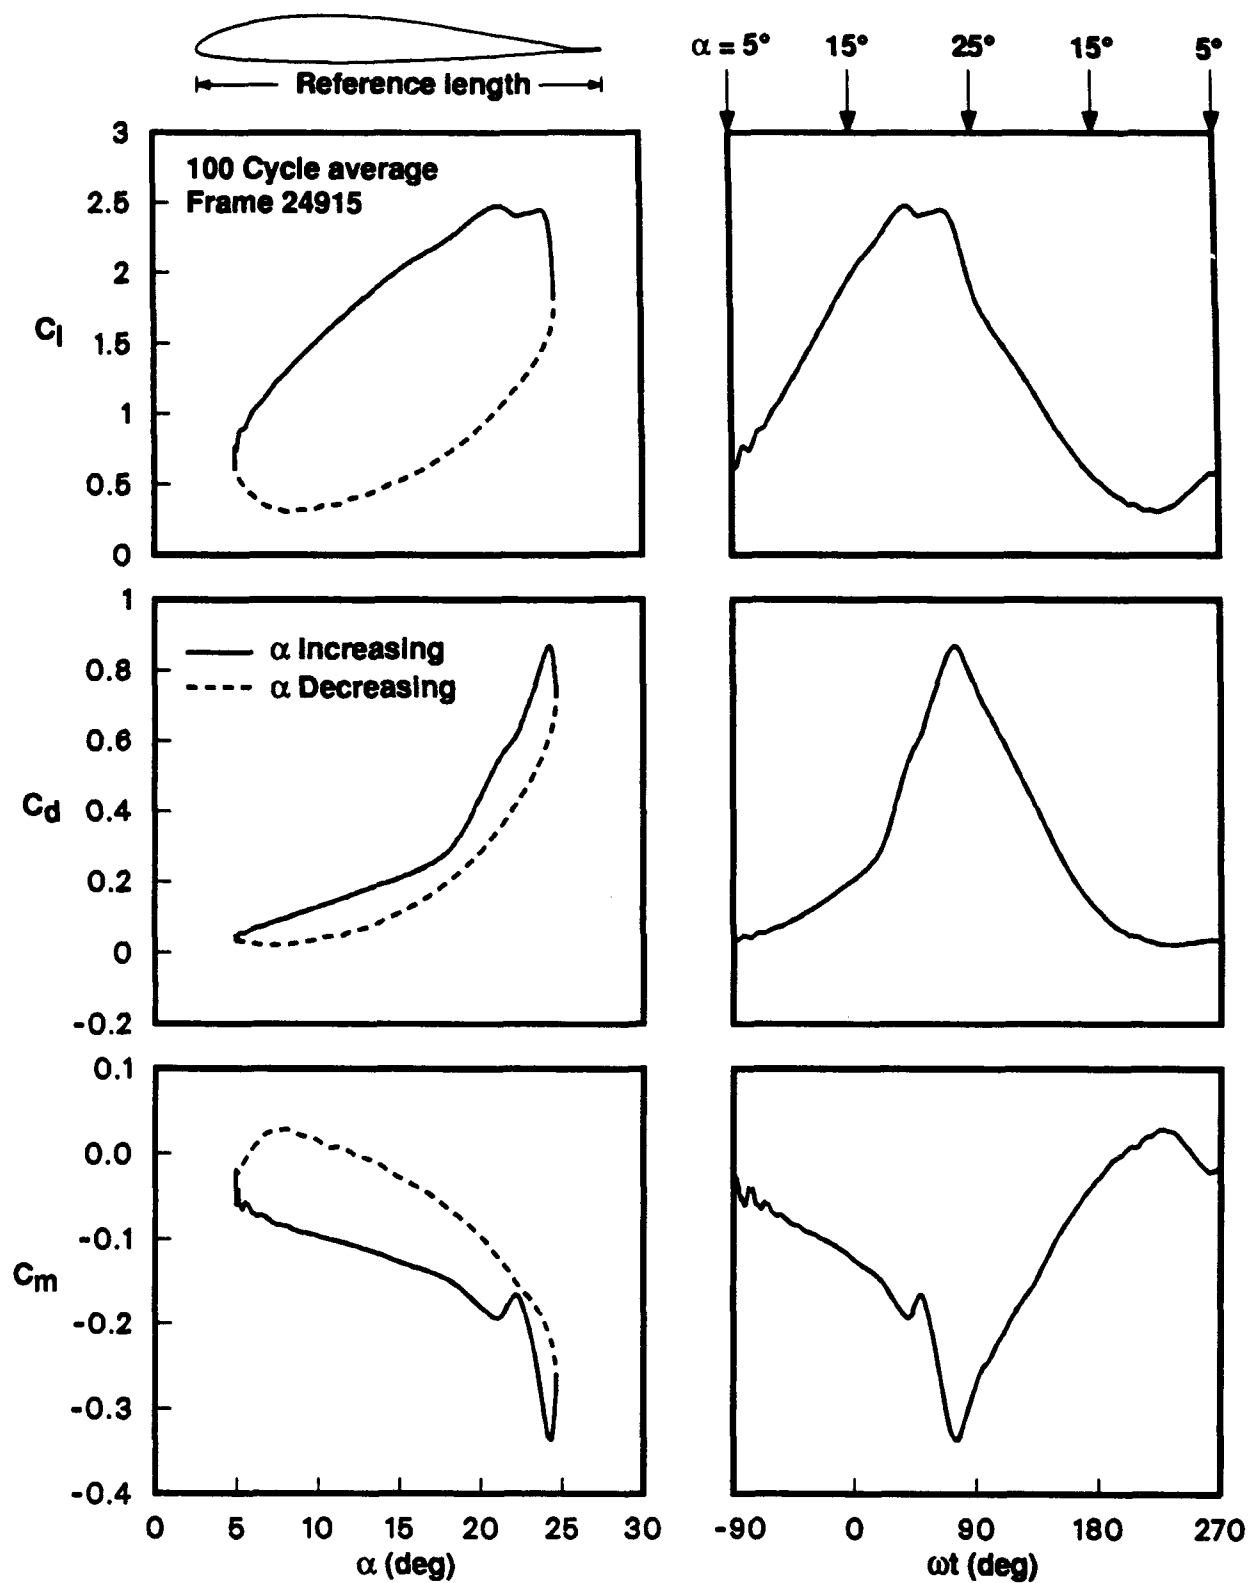 α = 5° 15° 25° 15° 5°
Reference length
3
100 Cycle average
Frame 24915
2.5
2
Cl
1.5
1
0.5
0
1
α Increasing
α Decreasing
0.8
0.6
Cd
0.4
0.2
0
-0.2
0.1
0.0
-0.1
Cm
-0.2
-0.3
-0.4
0 5 10 15 20 25 30
α (deg)
-90 0 90 180 270
ωt (deg)